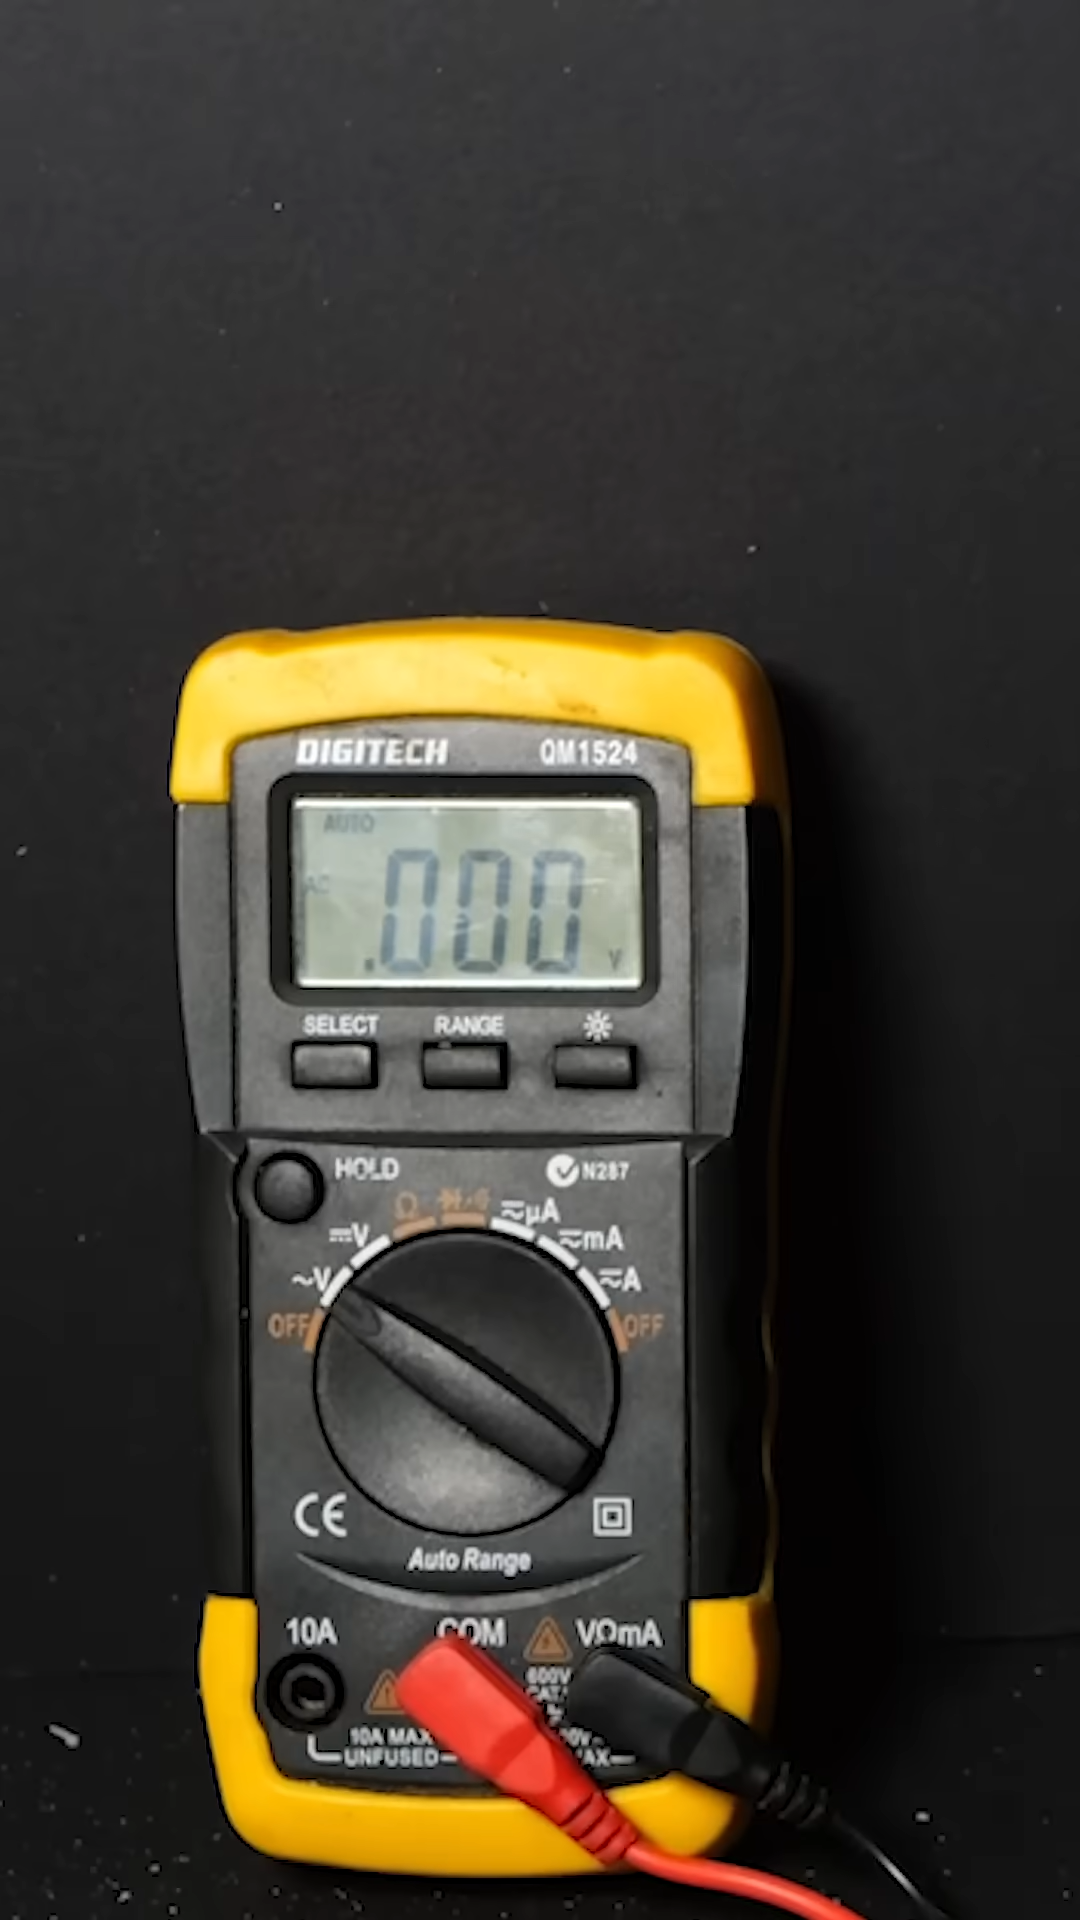 DIGITECH QM1524
AUTO
AC
.000 V
SELECT RANGE
HOLD N287
Ω
⎓V
~V
OFF
μA
mA
A
OFF
CE
Auto Range
10A COM VΩmA
600V
10A MAX
UNFUSED